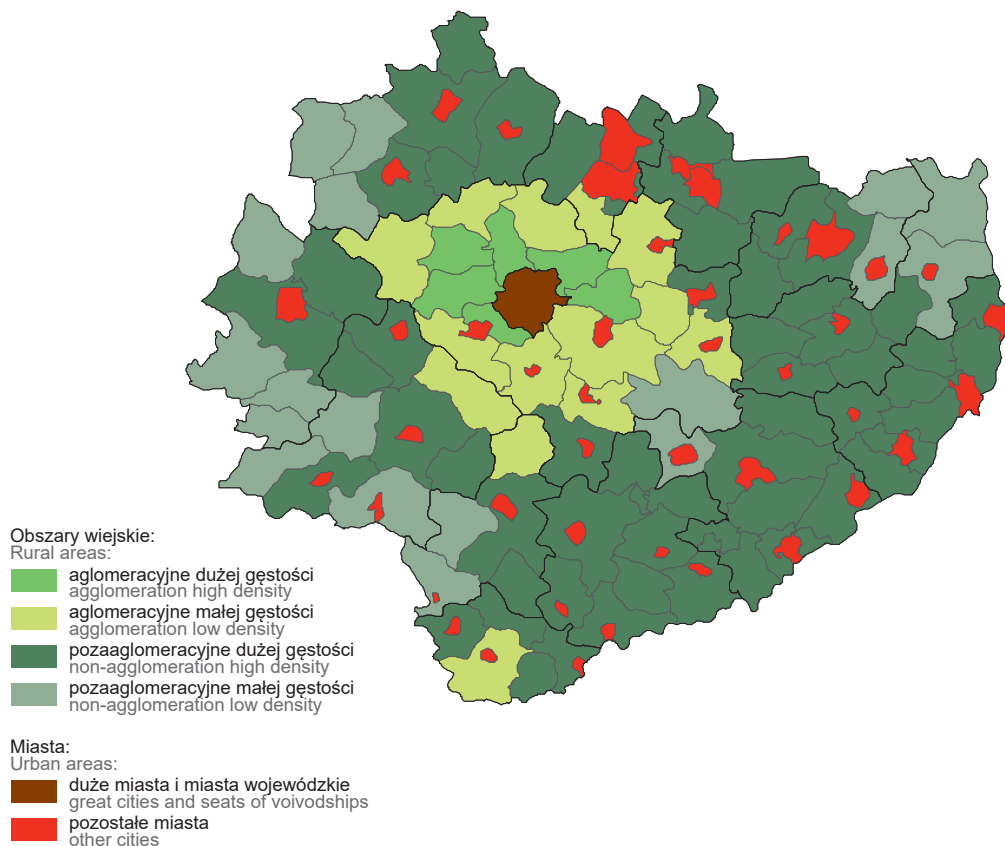 Obszary wiejskie:
Rural areas:
aglomeracyjne dużej gęstości
agglomeration high density
aglomeracyjne małej gęstości
agglomeration low density
pozaaglomeracyjne dużej gęstości
non-agglomeration high density
pozaaglomeracyjne małej gęstości
non-agglomeration low density
Miasta:
Urban areas:
duże miasta i miasta wojewódzkie
great cities and seats of voivodships
pozostałe miasta
other cities